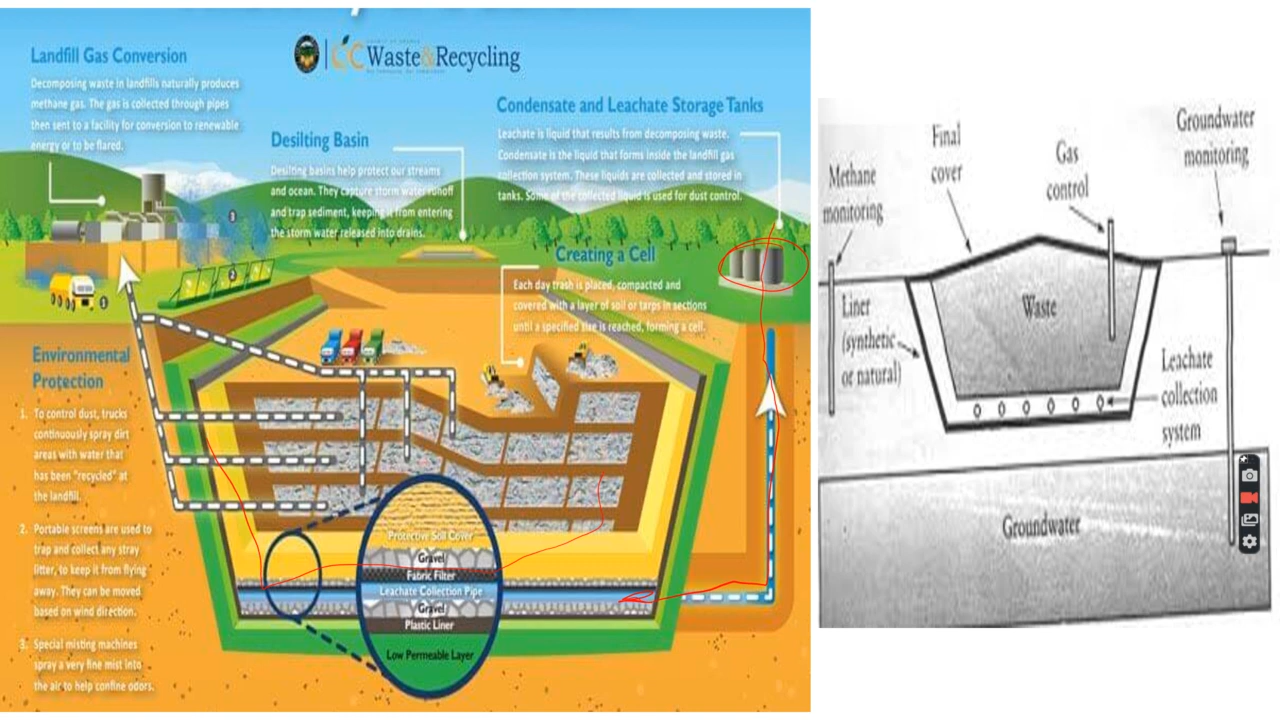 Landfill Gas Conversion
Decomposing waste in landfills naturally produces
methane gas. The gas is collected through pipes
then sent to a facility for conversion to renewable
energy or to be flared.
OC Waste&Recycling
Desilting Basin
Desilting basins help protect our streams
and ocean. They capture storm water runoff
and trap sediment, keeping it from entering
the storm water released into drains.
Condensate and Leachate Storage Tanks
Leachate is liquid that results from decomposing waste.
Condensate is the liquid that forms inside the landfill gas
collection system. These liquids are collected and stored in
tanks. Some of the collected liquid is used for dust control.
Creating a Cell
Each day trash is placed, compacted and
covered with a layer of soil or tarps in sections
until a specified size is reached, forming a cell.
3
2
1
Environmental
Protection
1. To control dust, trucks
continuously spray dirt
areas with water that
has been "recycled" at
the landfill.
2. Portable screens are used to
trap and collect any stray
litter, to keep it from flying
away. They can be moved
based on wind direction.
3. Special misting machines
spray a very fine mist into
the air to help confine odors.
Protective Soil Cover
Gravel
Fabric Filter
Leachate Collection Pipe
Gravel
Plastic Liner
Low Permeable Layer
Methane
monitoring
Final
cover
Gas
control
Groundwater
monitoring
Liner
(synthetic
or natural)
Waste
Leachate
collection
system
Groundwater